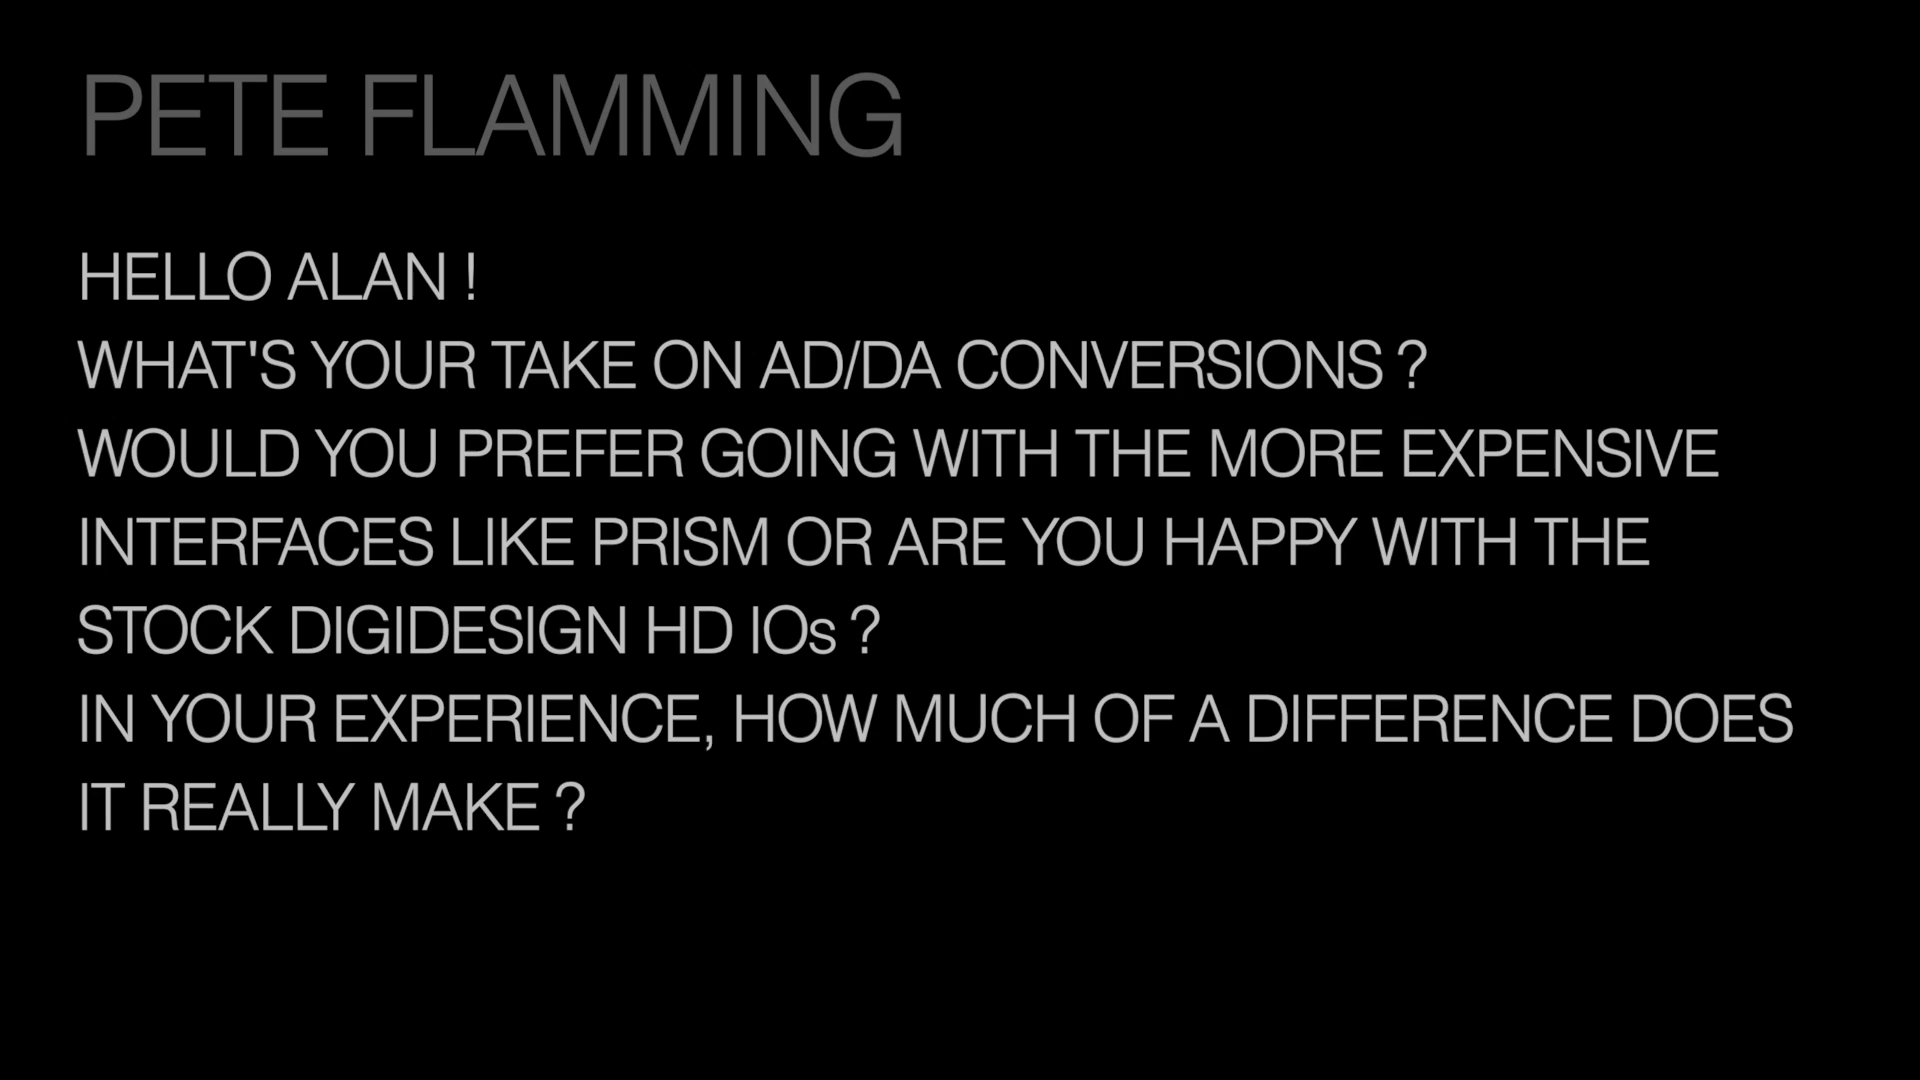 PETE FLAMMING
HELLO ALAN !
WHAT'S YOUR TAKE ON AD/DA CONVERSIONS ?
WOULD YOU PREFER GOING WITH THE MORE EXPENSIVE
INTERFACES LIKE PRISM OR ARE YOU HAPPY WITH THE
STOCK DIGIDESIGN HD IOs ?
IN YOUR EXPERIENCE, HOW MUCH OF A DIFFERENCE DOES
IT REALLY MAKE ?